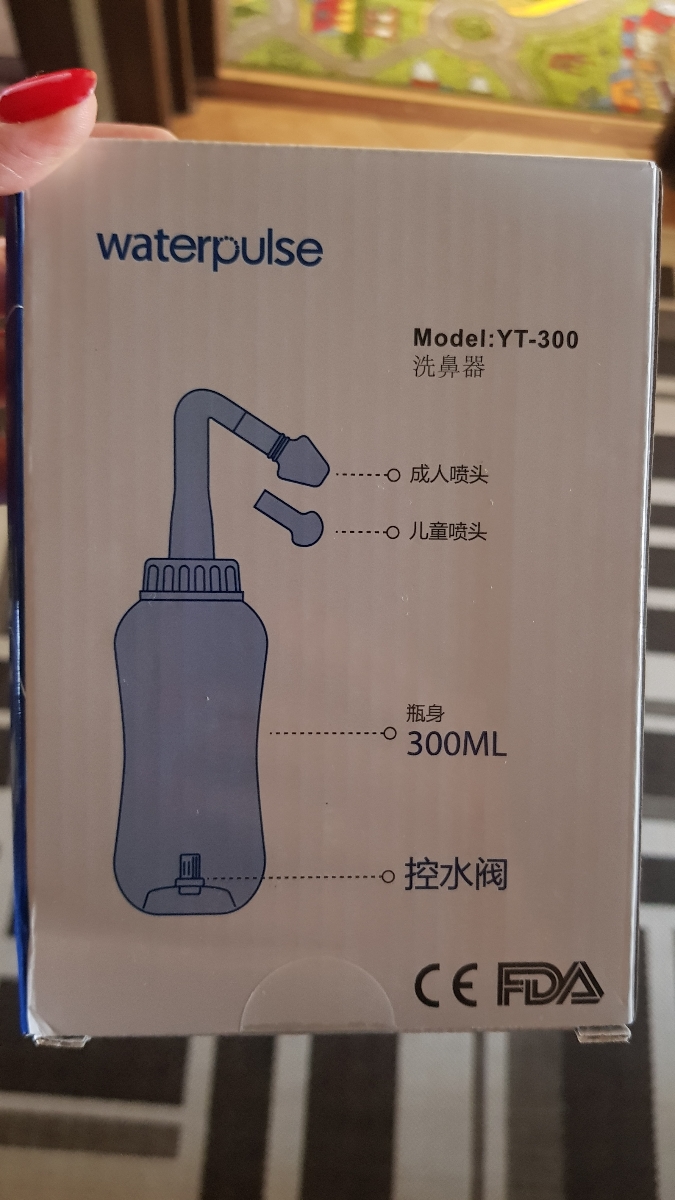 waterpulse
Model:YT-300
洗鼻器
成人喷头
儿童喷头
瓶身
300ML
控水阀
CE FDA